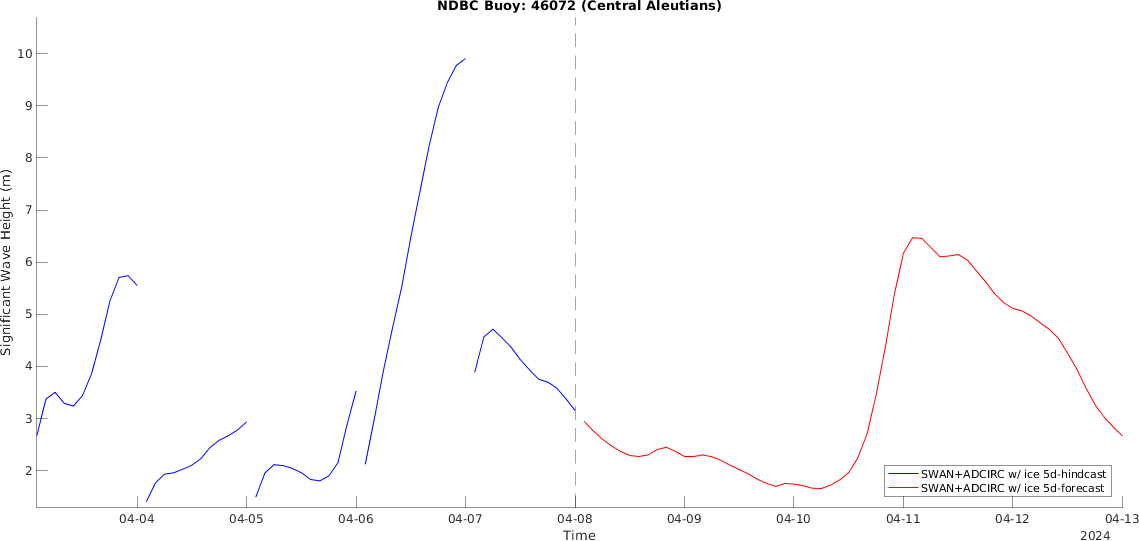 NDBC Buoy: 46072 (Central Aleutians)
10
9
8
7
6
5
4
3
2
Significant Wave Height (m)
SWAN+ADCIRC w/ ice 5d-hindcast
SWAN+ADCIRC w/ ice 5d-forecast
04-04 04-05 04-06 04-07 04-08 04-09 04-10 04-11 04-12 04-13
Time
2024